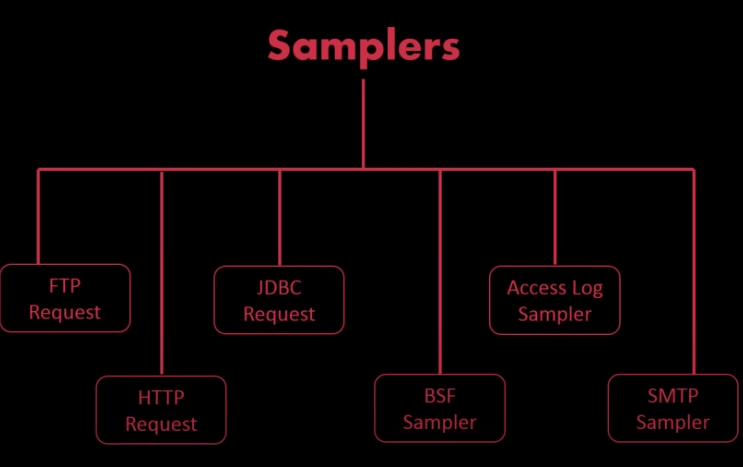 Samplers
FTP
Request
HTTP
Request
JDBC
Request
BSF
Sampler
Access Log
Sampler
SMTP
Sampler